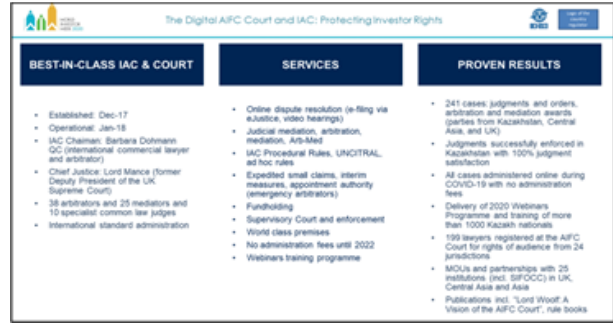 WORLD
INVESTOR
WEEK 2020
The Digital AIFC Court and IAC: Protecting Investor Rights
Logo of the
country
regulator
BEST-IN-CLASS IAC & COURT
• Established: Dec-17
• Operational: Jan-18
• IAC Chairman: Barbara Dohmann
QC (international commercial lawyer
and arbitrator)
• Chief Justice: Lord Mance (former
Deputy President of the UK
Supreme Court)
• 38 arbitrators and 25 mediators and
10 specialist common law judges
• International standard administration
SERVICES
• Online dispute resolution (e-filing via
eJustice, video hearings)
• Judicial mediation, arbitration,
mediation, Arb-Med
• IAC Procedural Rules, UNCITRAL,
ad hoc rules
• Expedited small claims, interim
measures, appointment authority
(emergency arbitrators)
• Fundholding
• Supervisory Court and enforcement
• World class premises
• No administration fees until 2022
• Webinars training programme
PROVEN RESULTS
• 241 cases: judgments and orders,
arbitration and mediation awards
(parties from Kazakhstan, Central
Asia, and UK)
• Judgments successfully enforced in
Kazakhstan with 100% judgment
satisfaction
• All cases administered online during
COVID-19 with no administration
fees
• Delivery of 2020 Webinars
Programme and training of more
than 1000 Kazakh nationals
• 199 lawyers registered at the AIFC
Court for rights of audience from 24
jurisdictions
• MOUs and partnerships with 25
institutions (incl. SIFOCC) in UK,
Central Asia and Asia
• Publications incl. "Lord Woolf: A
Vision of the AIFC Court", rule books